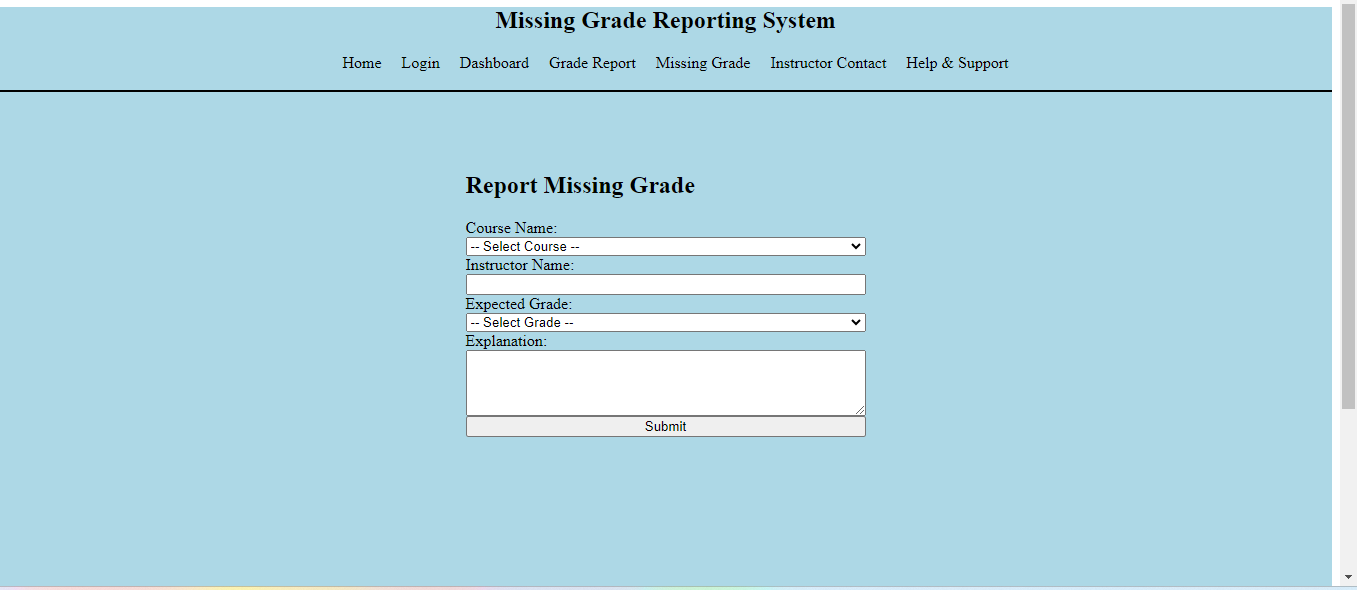 Missing Grade Reporting System
Home Login Dashboard Grade Report Missing Grade Instructor Contact Help & Support
Report Missing Grade
Course Name:
-- Select Course --
Instructor Name:
Expected Grade:
-- Select Grade --
Explanation:
Submit